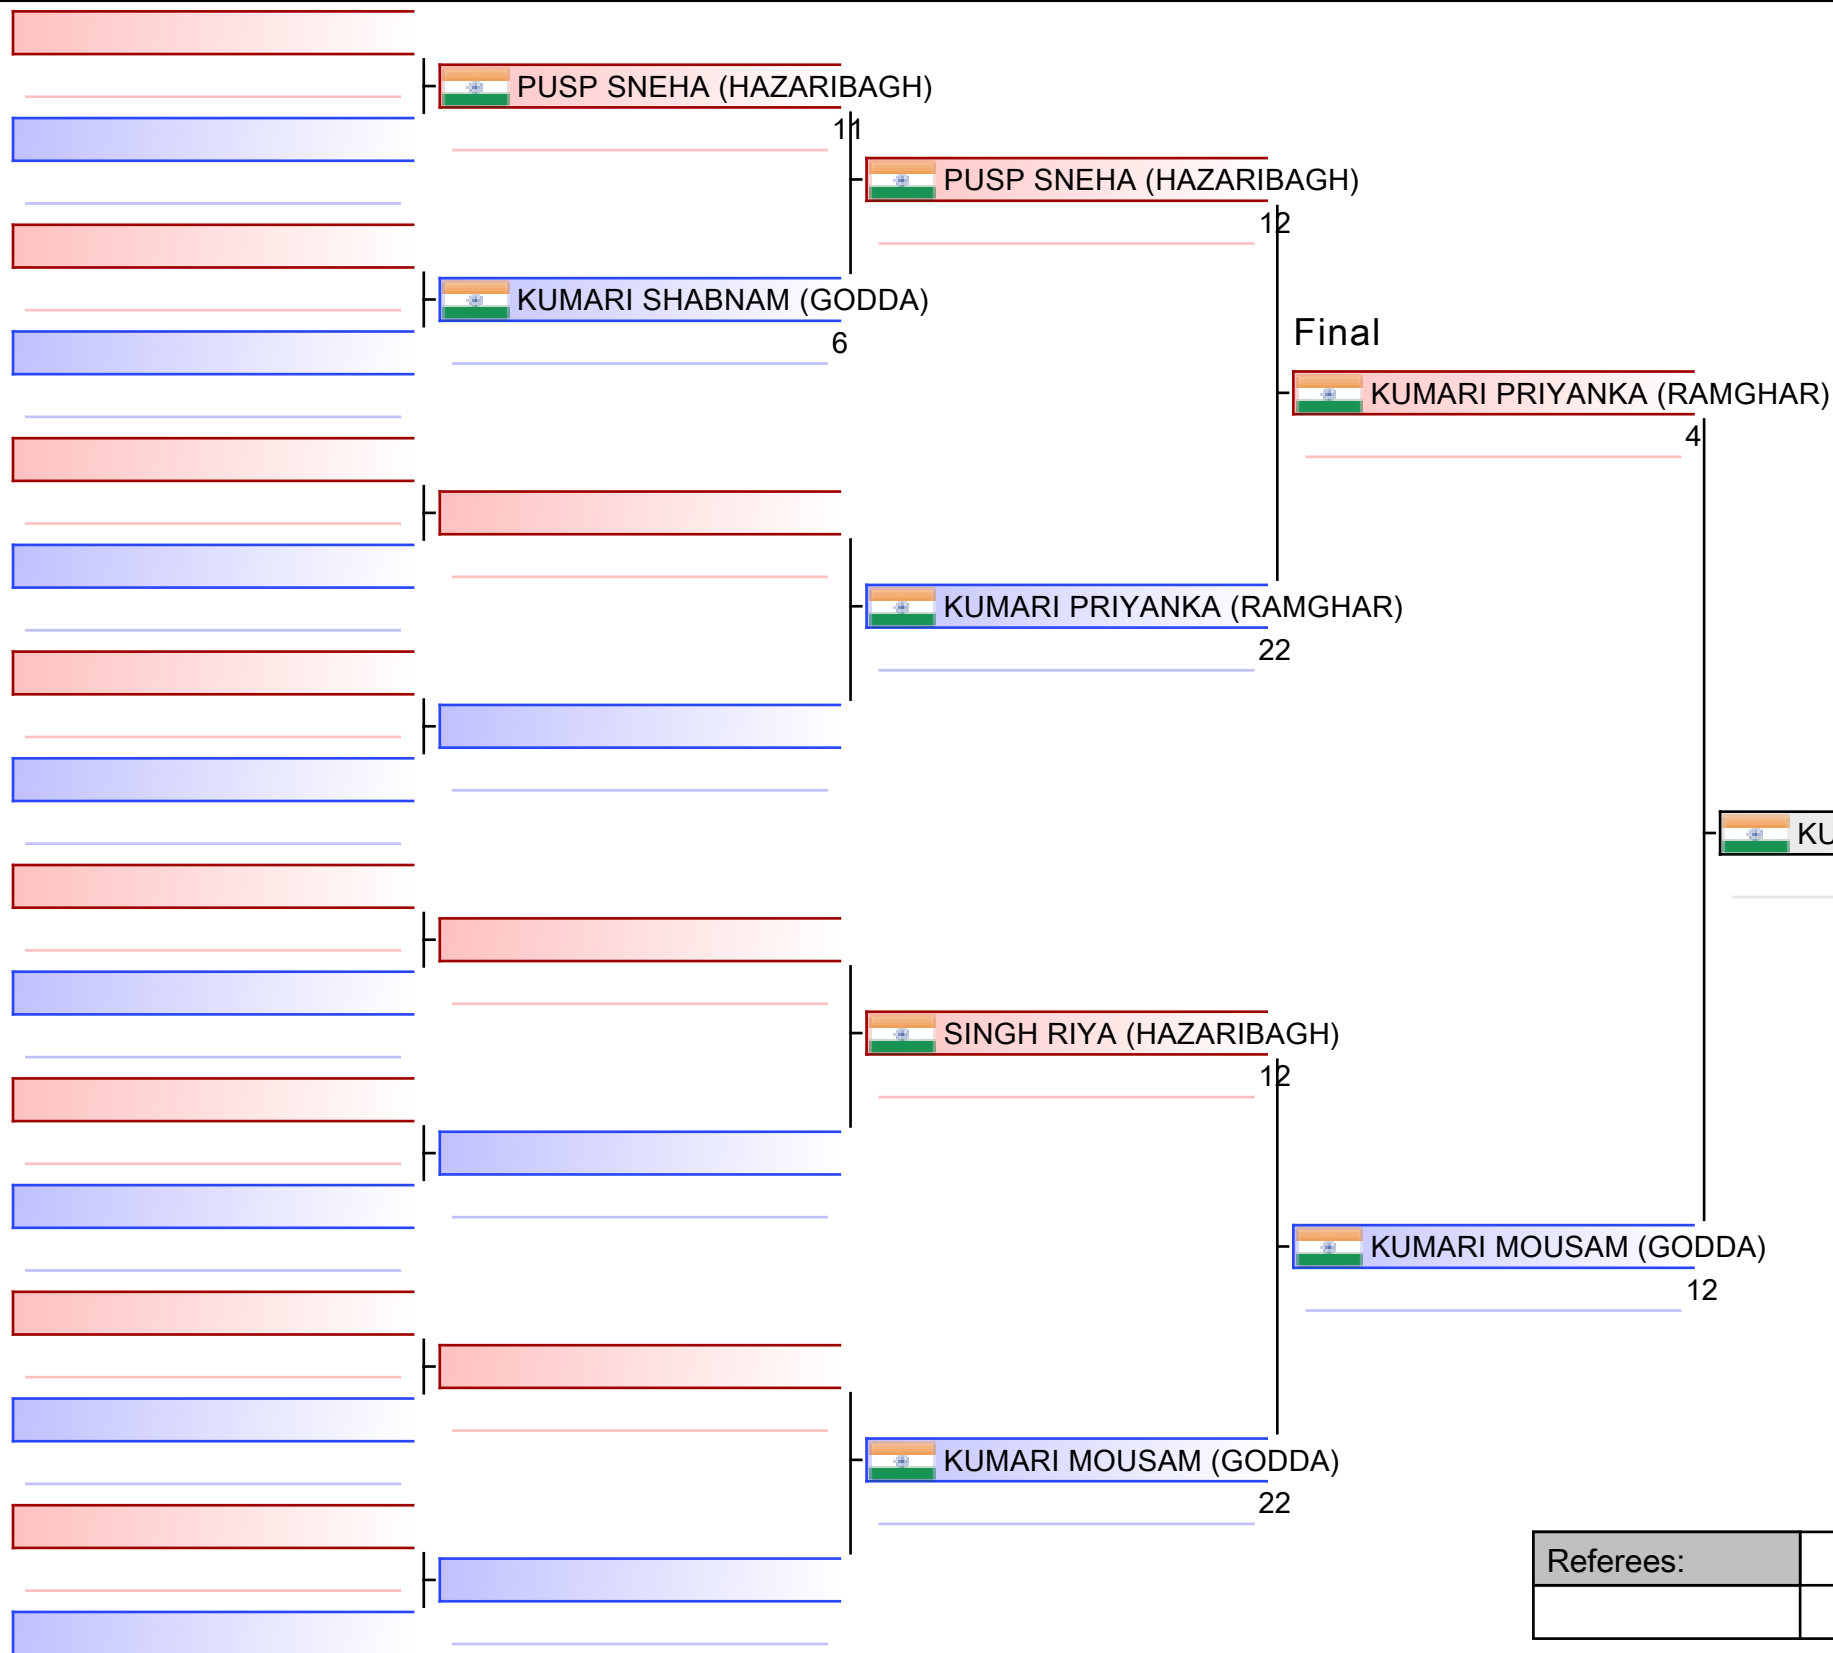 PUSP SNEHA (HAZARIBAGH)
11
PUSP SNEHA (HAZARIBAGH)
12
KUMARI SHABNAM (GODDA)
6
Final
KUMARI PRIYANKA (RAMGHAR)
4
KUMARI PRIYANKA (RAMGHAR)
22
KU
SINGH RIYA (HAZARIBAGH)
12
KUMARI MOUSAM (GODDA)
12
KUMARI MOUSAM (GODDA)
22
Referees: